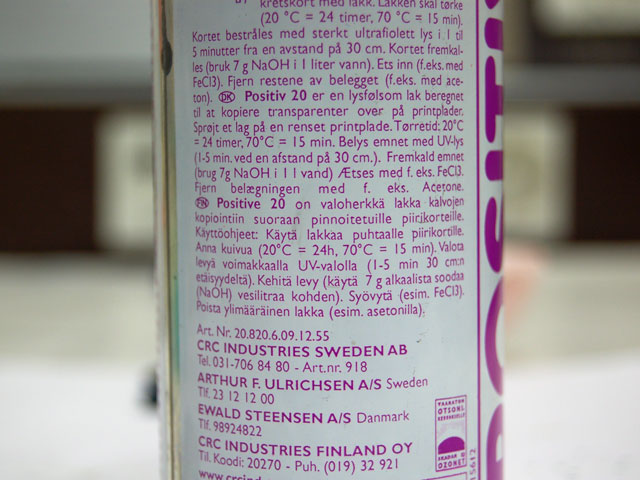 kretskort med lakk. Lakken skal tørke
(20 °C = 24 timer, 70 °C = 15 min).
Kortet bestråles med sterkt ultrafiolett lys i 1 til
5 minutter fra en avstand på 30 cm. Kortet fremkal-
les (bruk 7 g NaOH i 1 liter vann). Ets inn (f.eks. med
FeCl3). Fjern restene av belegget (f.eks. med ace-
ton). DK Positiv 20 er en lysfølsom lak beregnet
til at kopiere transparenter over på printplader.
Sprøjt et lag på en renset printplade. Tørretid: 20°C
= 24 timer, 70°C = 15 min. Belys emnet med UV-lys
(1-5 min. ved en afstand på 30 cm.). Fremkald emnet
(brug 7g NaOH i 1 l vand) Ætses med f. eks. FeCl3.
Fjern belægningen med f. eks. Acetone.
FIN Positive 20 on valoherkkä lakka kalvojen
kopiointiin suoraan pinnoitetuille piirikorteille.
Käyttöohjeet: Käytä lakkaa puhtaalle piirikortille.
Anna kuivua (20°C = 24h, 70°C = 15 min). Valota
levyä voimakkaalla UV-valolla (1-5 min 30 cm:n
etäisyydeltä). Kehitä levy (käytä 7 g alkaalista soodaa
(NaOH) vesilitraa kohden). Syövytä (esim. FeCl3).
Poista ylimääräinen lakka (esim. asetonilla).
Art. Nr. 20.820.6.09.12.55
CRC INDUSTRIES SWEDEN AB
Tel. 031-706 84 80 - Art.nr. 918
ARTHUR F. ULRICHSEN A/S Sweden
Tlf. 23 12 12 00
EWALD STEENSEN A/S Danmark
Tlf. 98924822
CRC INDUSTRIES FINLAND OY
Tl. Koodi: 20270 - Puh. (019) 32 921
www.crcind
OTSONI
OZONET
15612
POSITIV